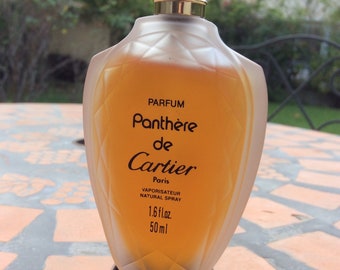 PARFUM
Panthère
de
Cartier
Paris
VAPORISATEUR
NATURAL SPRAY
1.6 fl.oz.
50 ml